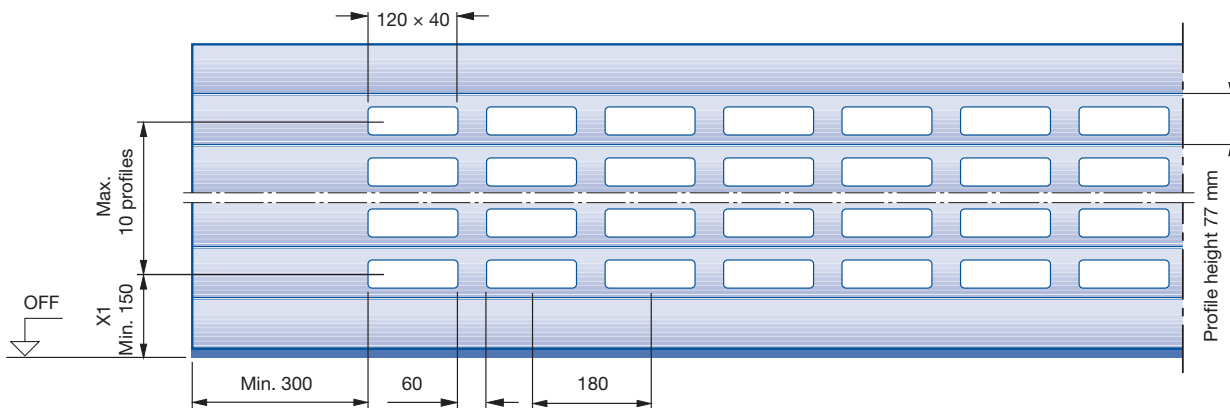 120 × 40
Max.
10 profiles
Profile height 77 mm
OFF
X1
Min. 150
Min. 300
60
180